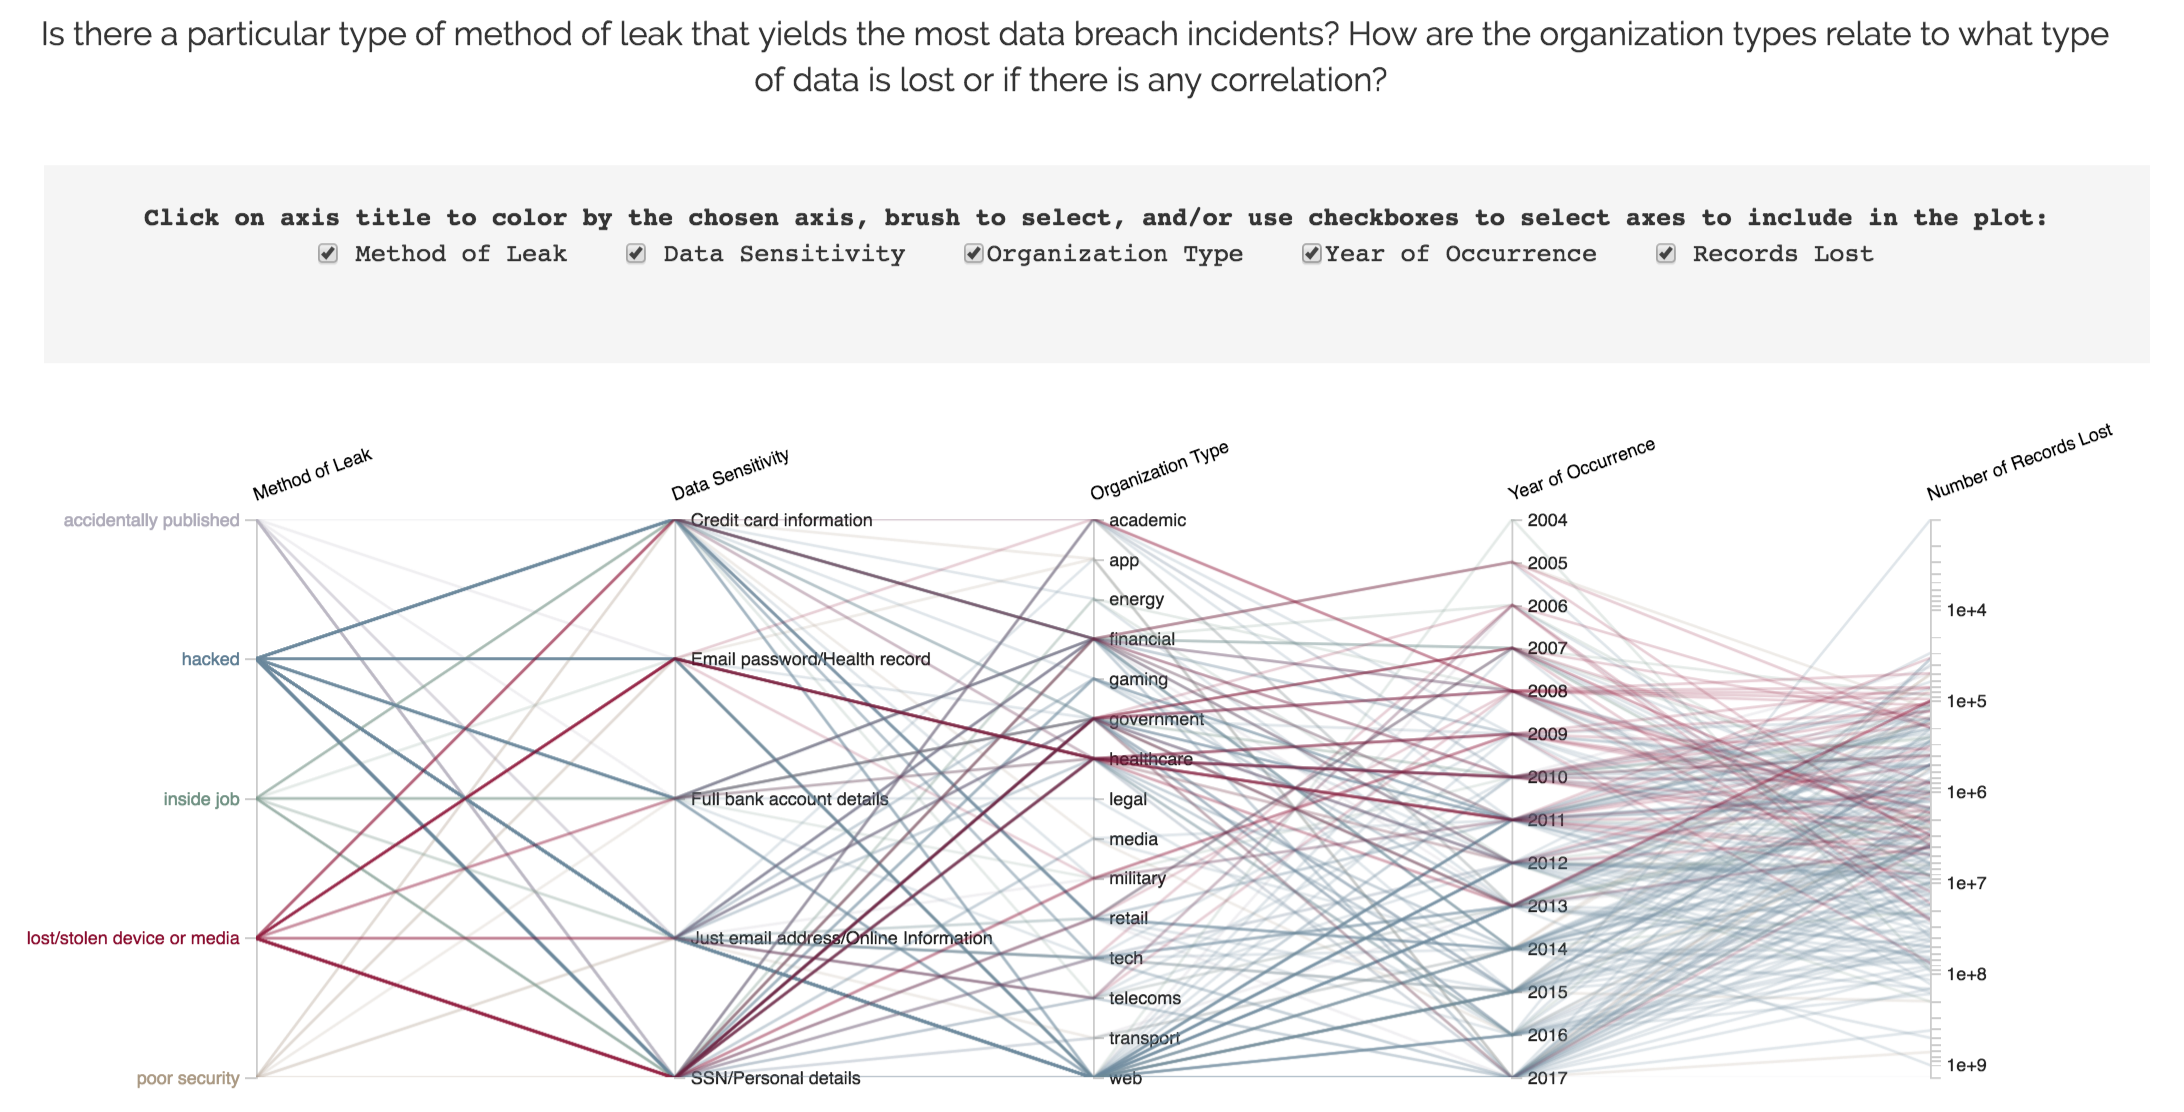 Is there a particular type of method of leak that yields the most data breach incidents? How are the organization types relate to what type
of data is lost or if there is any correlation?
Click on axis title to color by the chosen axis, brush to select, and/or use checkboxes to select axes to include in the plot:
Method of Leak
Data Sensitivity
Organization Type
Year of Occurrence
Records Lost
Method of Leak
Data Sensitivity
Organization Type
Year of Occurrence
Number of Records Lost
accidentally published
hacked
inside job
lost/stolen device or media
poor security
Credit card information
Email password/Health record
Full bank account details
Just email address/Online Information
SSN/Personal details
academic
app
energy
financial
gaming
government
healthcare
legal
media
military
retail
tech
telecoms
transport
web
2004
2005
2006
2007
2008
2009
2010
2011
2012
2013
2014
2015
2016
2017
1e+4
1e+5
1e+6
1e+7
1e+8
1e+9